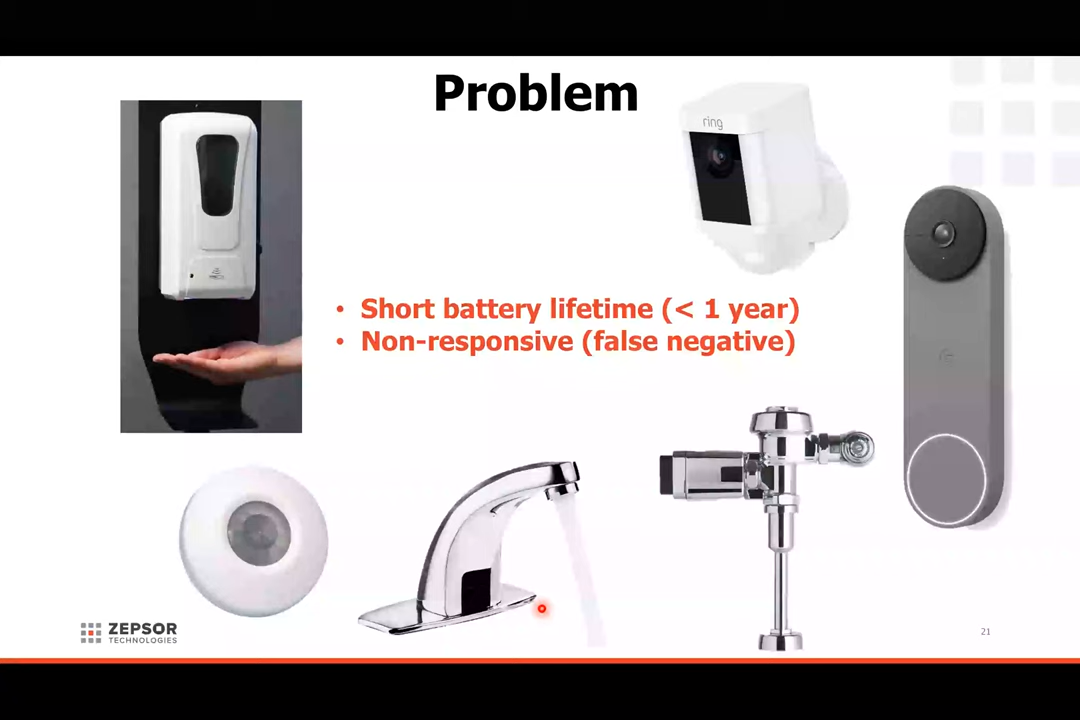 Problem
ring
• Short battery lifetime (< 1 year)
• Non-responsive (false negative)
ZEPSOR
TECHNOLOGIES
21